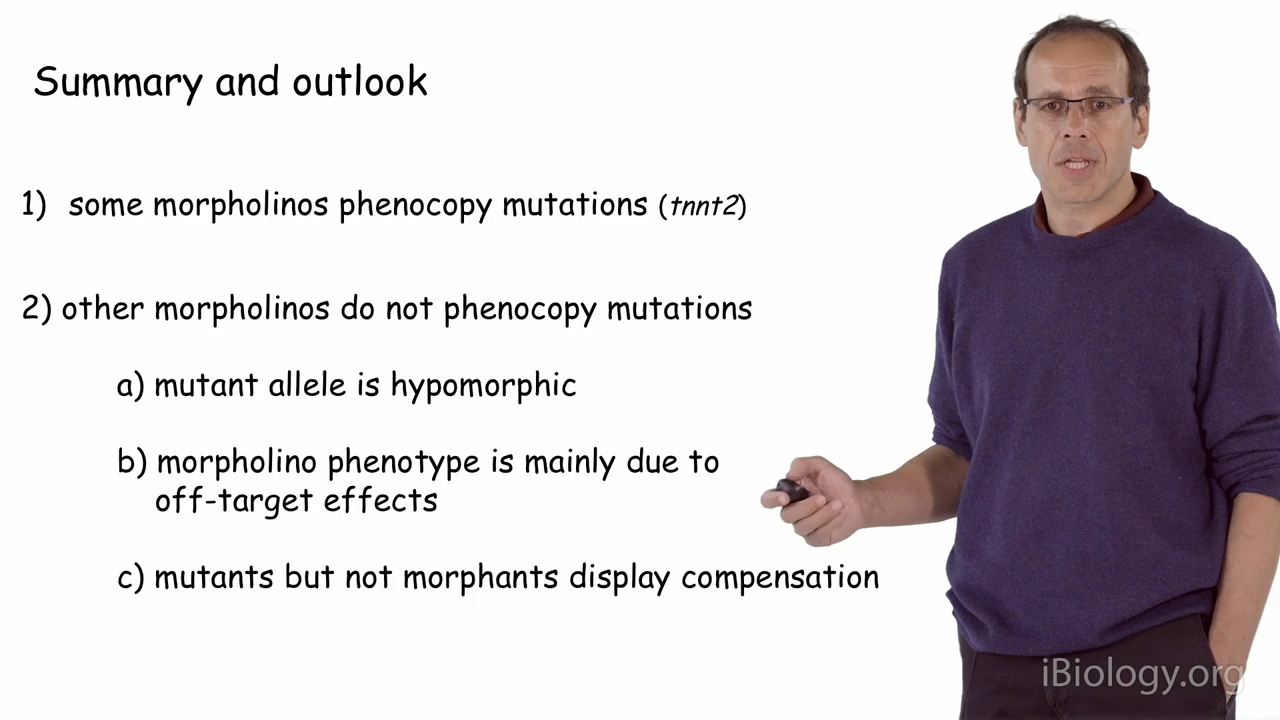 Summary and outlook
1) some morpholinos phenocopy mutations (tnnt2)
2) other morpholinos do not phenocopy mutations
a) mutant allele is hypomorphic
b) morpholino phenotype is mainly due to
off-target effects
c) mutants but not morphants display compensation
iBiology.org